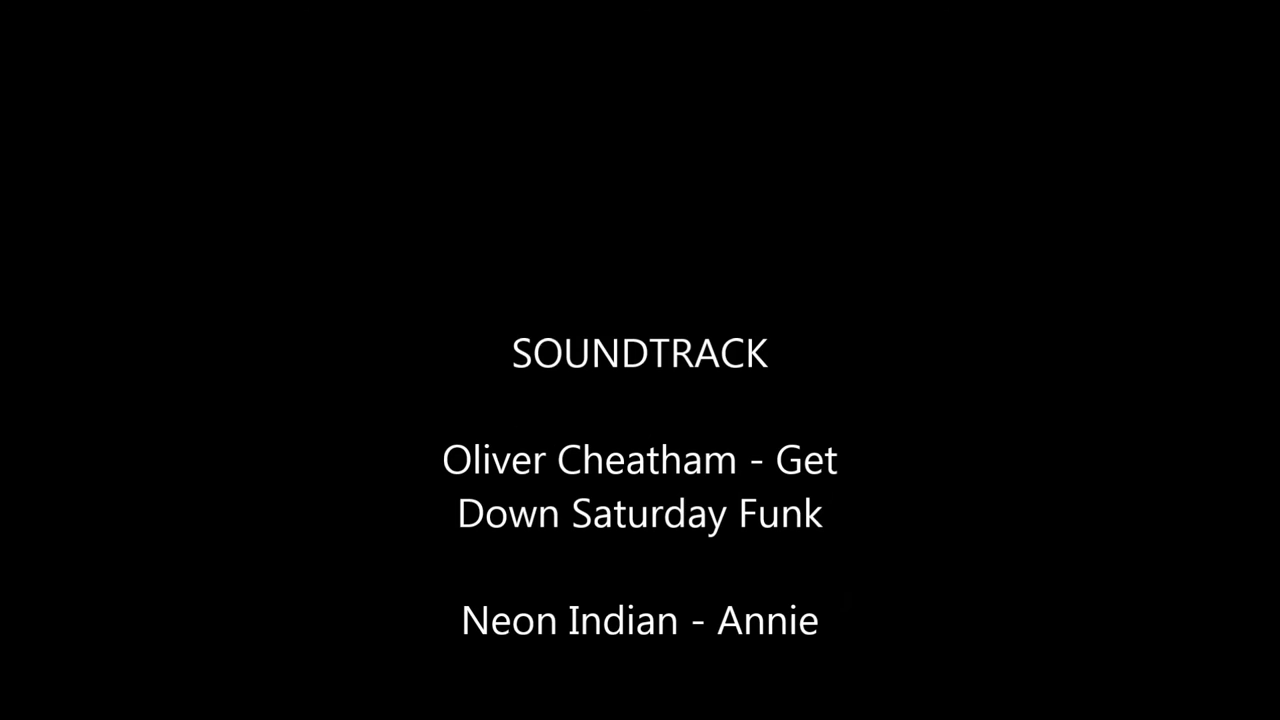 SOUNDTRACK
Oliver Cheatham - Get
Down Saturday Funk
Neon Indian - Annie